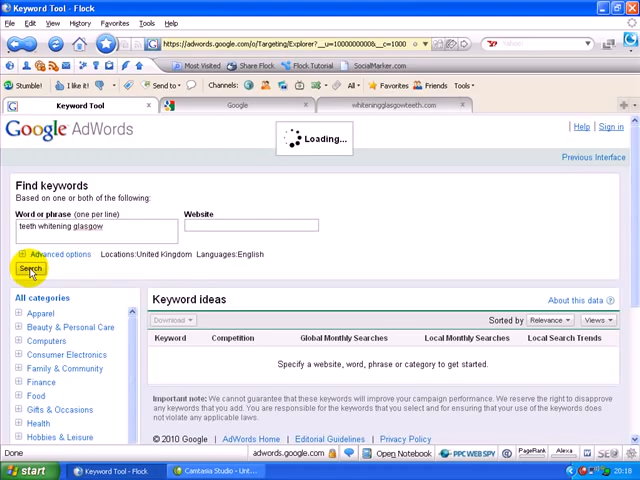 Keyword Tool - Flock
File Edit View History Favorites Tools Help
https://adwords.google.com/o/Targeting/Explorer?__u=1000000000&__c=1000
Yahoo
Most Visited Share Flock Flock Tutorial SocialMarker.com
Stumble! I like it! Send to Channels: All Favorites Friends Tools
Keyword Tool Google whiteningglasgowteeth.com
Google AdWords
Loading...
Help | Sign in
Previous Interface
Find keywords
Based on one or both of the following:
Word or phrase (one per line) Website
teeth whitening glasgow
Advanced options Locations:United Kingdom Languages:English
Search
All categories
Apparel
Beauty & Personal Care
Computers
Consumer Electronics
Family & Community
Finance
Food
Gifts & Occasions
Health
Hobbies & Leisure
Keyword ideas
About this data
Download
Sorted by Relevance Views
Keyword Competition Global Monthly Searches Local Monthly Searches Local Search Trends
Specify a website, word, phrase or category to get started.
Important note: We cannot guarantee that these keywords will improve your campaign performance. We reserve the right to disapprove
any keywords that you add. You are responsible for the keywords that you select and for ensuring that your use of the keywords
does not violate any applicable laws.
© 2010 Google | AdWords Home | Editorial Guidelines | Privacy Policy
Done adwords.google.com Open Notebook PPC WEB SPY PageRank Alexa SEO
start Keyword Tool - Flock Camtasia Studio - Unt... 20:18